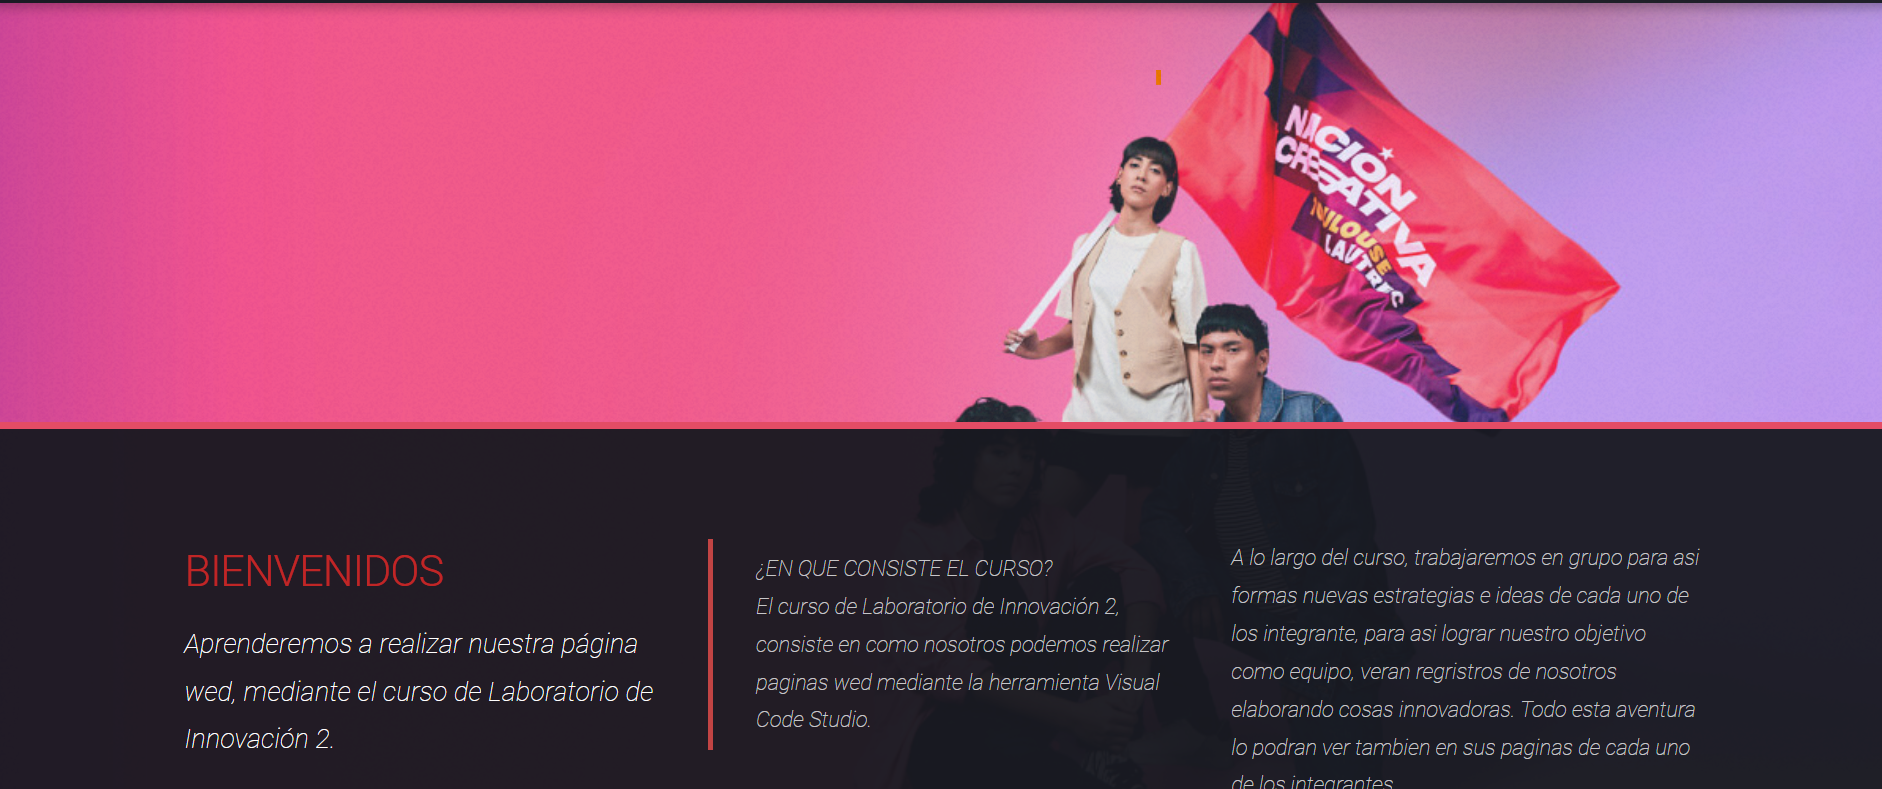 NACIÓN
CREATIVA
TOULOUSE
LAUTREC
BIENVENIDOS
Aprenderemos a realizar nuestra página
wed, mediante el curso de Laboratorio de
Innovación 2.
¿EN QUE CONSISTE EL CURSO?
El curso de Laboratorio de Innovación 2,
consiste en como nosotros podemos realizar
paginas wed mediante la herramienta Visual
Code Studio.
A lo largo del curso, trabajaremos en grupo para asi
formas nuevas estrategias e ideas de cada uno de
los integrante, para asi lograr nuestro objetivo
como equipo, veran regristros de nosotros
elaborando cosas innovadoras. Todo esta aventura
lo podran ver tambien en sus paginas de cada uno
de los integrantes